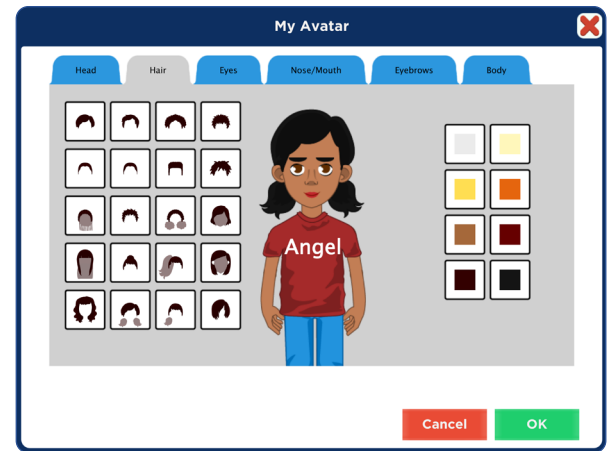 My Avatar
Head Hair Eyes Nose/Mouth Eyebrows Body
Angel
Cancel OK